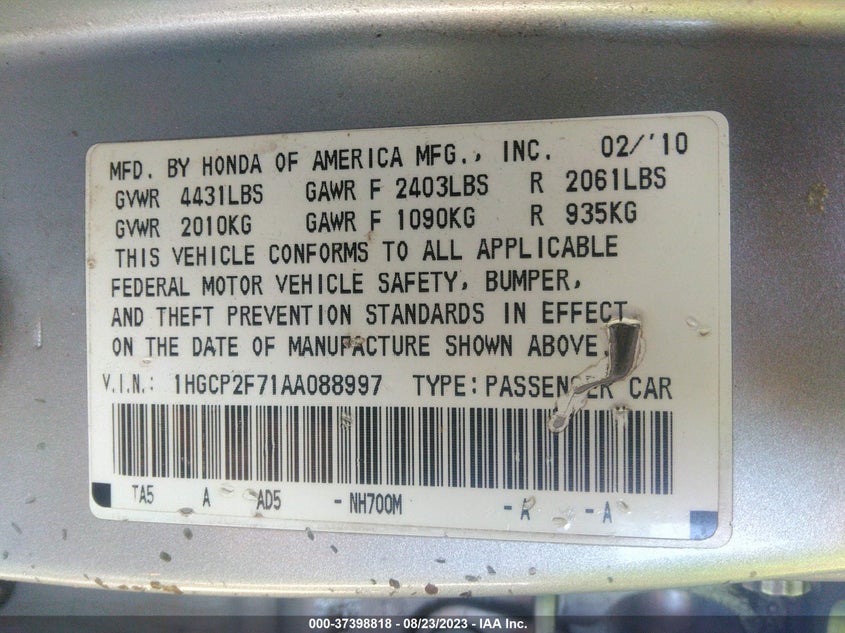 MFD. BY HONDA OF AMERICA MFG., INC. 02/'10
GVWR 4431LBS GAWR F 2403LBS R 2061LBS
GVWR 2010KG GAWR F 1090KG R 935KG
THIS VEHICLE CONFORMS TO ALL APPLICABLE
FEDERAL MOTOR VEHICLE SAFETY, BUMPER,
AND THEFT PREVENTION STANDARDS IN EFFECT
ON THE DATE OF MANUFACTURE SHOWN ABOVE.
V.I.N.: 1HGCP2F71AA088997 TYPE: PASSENGER CAR
TA5 A AD5 - NH700M - A - A
000-37398818 / 08/23/2023 - IAA Inc.